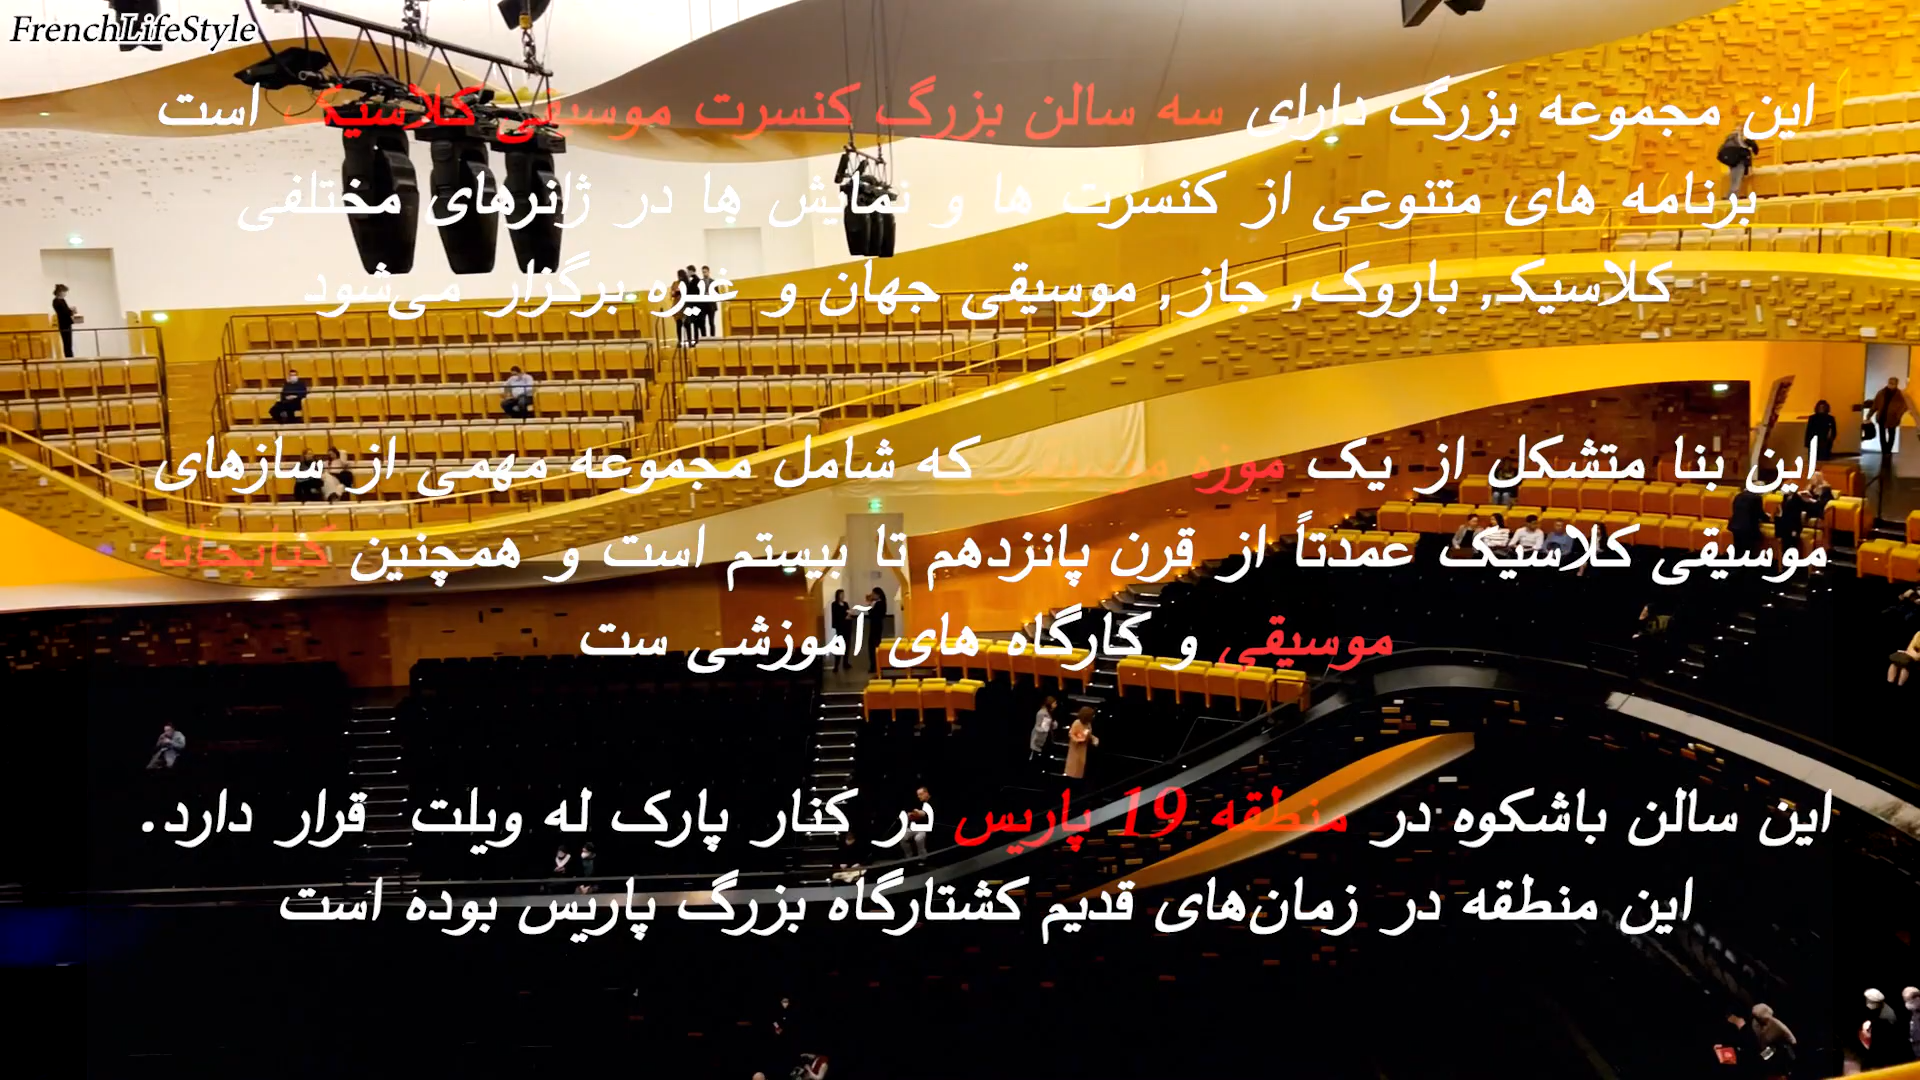 FrenchLifeStyle
این مجموعه بزرگ دارای سه سالن بزرگ کنسرت موسیقی کلاسیک است
برنامه های متنوعی از کنسرت ها و نمایش ها در ژانرهای مختلفی
کلاسیک, باروک, جاز, موسیقی جهان و غیره برگزار می‌شود
این بنا متشکل از یک موزه موسیقی که شامل مجموعه مهمی از سازهای
موسیقی کلاسیک عمدتاً از قرن پانزدهم تا بیستم است و همچنین کتابخانه
موسیقی و کارگاه های آموزشی ست
این سالن باشکوه در منطقه 19 پاریس در کنار پارک له ویلت قرار دارد.
این منطقه در زمان‌های قدیم کشتارگاه بزرگ پاریس بوده است